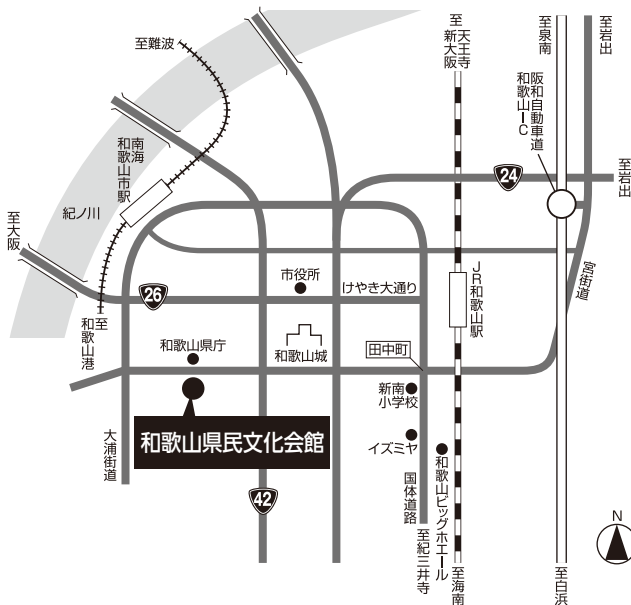 至難波
至天王寺
新大阪
至泉南
至岩出
阪和自動車道
和歌山IC
24
至岩出
南海
和歌山市駅
紀ノ川
至大阪
宮街道
市役所
けやき大通り
JR和歌山駅
26
至和歌山港
和歌山県庁
和歌山城
田中町
新南
小学校
和歌山県民文化会館
大浦街道
イズミヤ
和歌山ビッグホエール
国体道路
42
至紀三井寺
至海南
至白浜
N